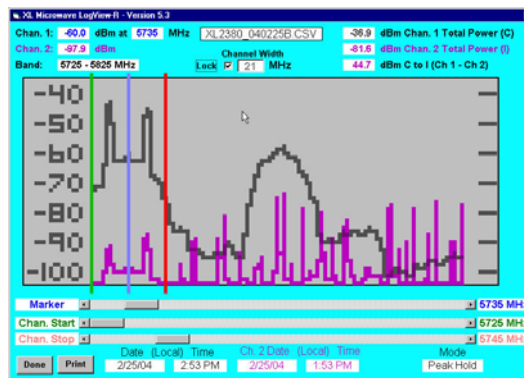 XL Microwave LogView-R - Version 5.3
Chan. 1: -60.0 dBm at 5735 MHz XL2380_040225B.CSV -36.9 dBm Chan. 1 Total Power (C)
Chan. 2: -97.9 dBm Channel Width -81.6 dBm Chan. 2 Total Power (I)
Band: 5725 - 5825 MHz Lock 21 MHz 44.7 dBm C to I (Ch 1 - Ch 2)
-40
-50
-60
-70
-80
-90
-100
Marker 5735 MHz
Chan. Start 5725 MHz
Chan. Stop 5745 MHz
Date (Local) Time Ch. 2 Date (Local) Time Mode
Done Print 2/25/04 2:53 PM 2/25/04 1:53 PM Peak Hold